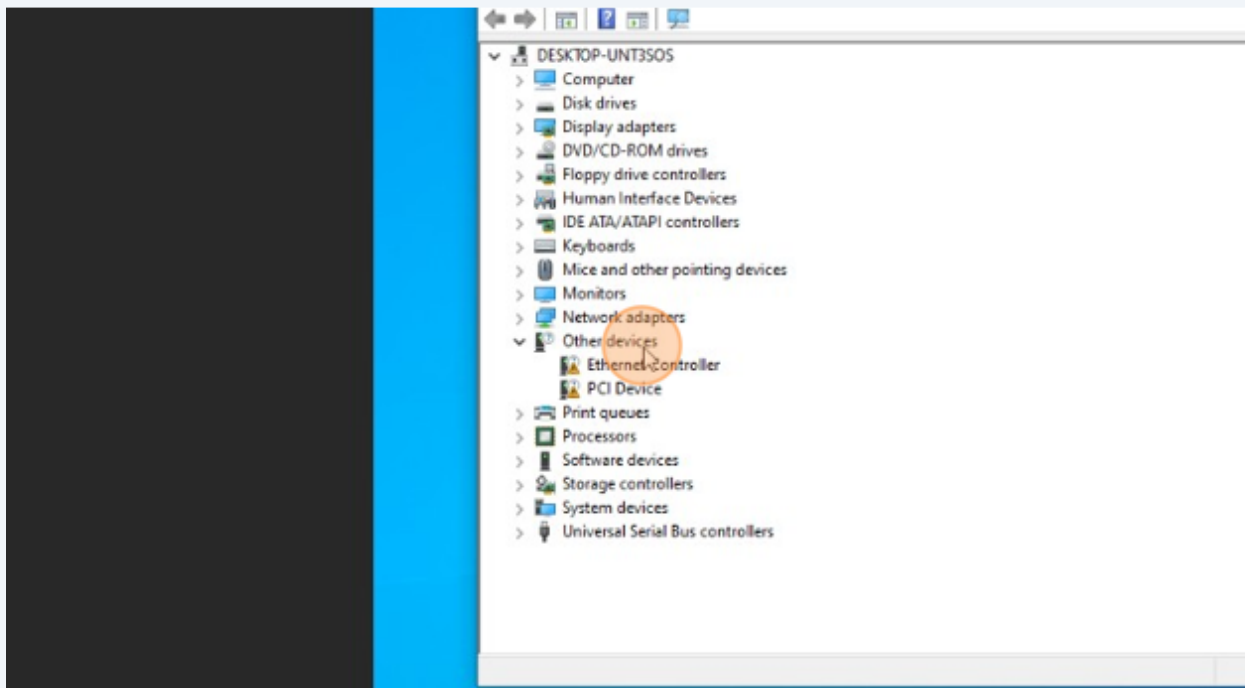 DESKTOP-UNT3SOS
Computer
Disk drives
Display adapters
DVD/CD-ROM drives
Floppy drive controllers
Human Interface Devices
IDE ATA/ATAPI controllers
Keyboards
Mice and other pointing devices
Monitors
Network adapters
Other devices
Ethernet Controller
PCI Device
Print queues
Processors
Software devices
Storage controllers
System devices
Universal Serial Bus controllers